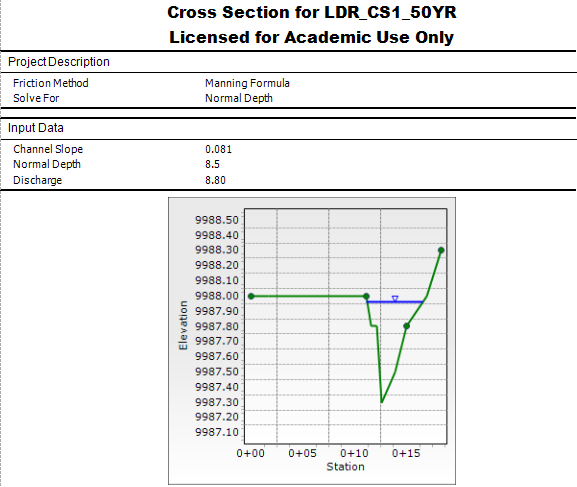 Cross Section for LDR_CS1_50YR
Licensed for Academic Use Only
Project Description
Friction Method Manning Formula
Solve For Normal Depth
Input Data
Channel Slope 0.081
Normal Depth 8.5
Discharge 8.80
9988.50
9988.40
9988.30
9988.20
9988.10
9988.00
9987.90
9987.80
9987.70
9987.60
9987.50
9987.40
9987.30
9987.20
9987.10
Elevation
0+00 0+05 0+10 0+15
Station